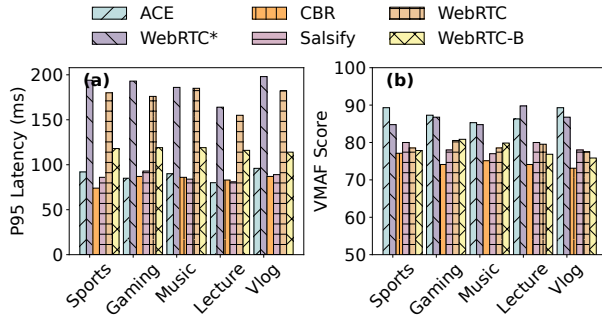 ACE CBR WebRTC
WebRTC* Salsify WebRTC-B
(a)
P95 Latency (ms)
200
150
100
50
0
Sports Gaming Music Lecture Vlog
(b)
VMAF Score
100
90
80
70
60
50
Sports Gaming Music Lecture Vlog